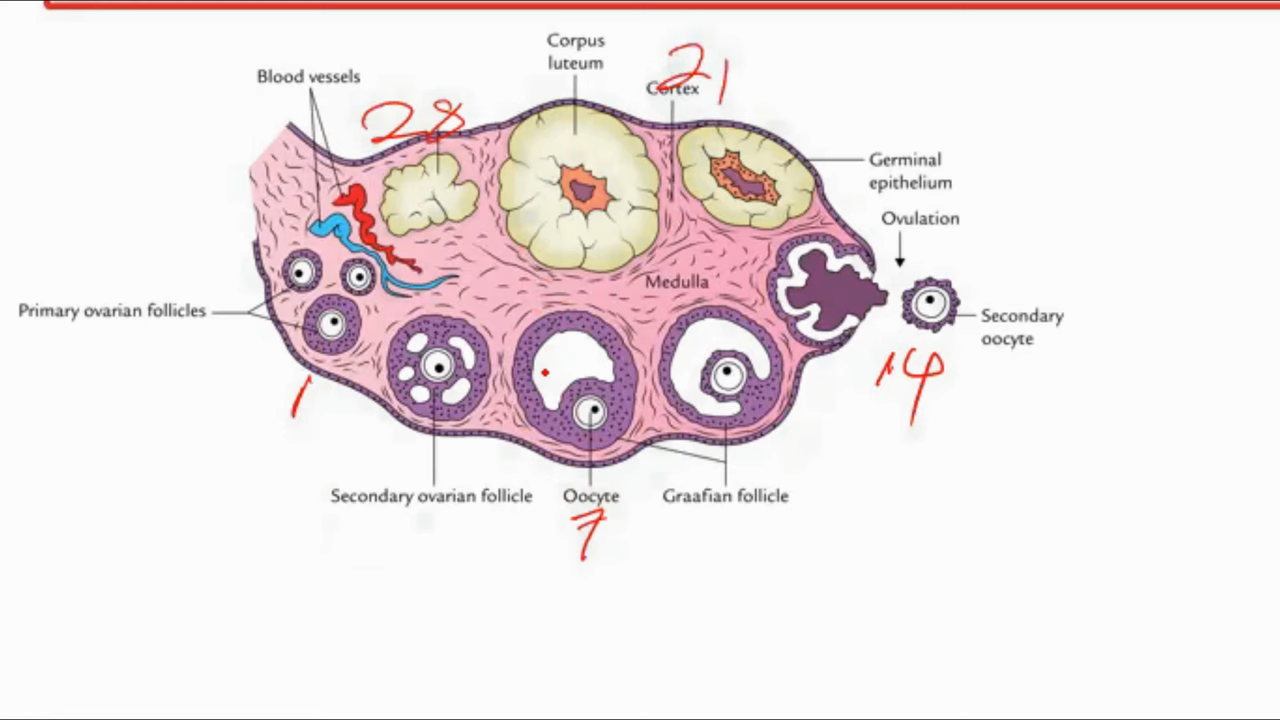 Corpus
luteum
Blood vessels
21
Cortex
28
Germinal
epithelium
Ovulation
Medulla
Primary ovarian follicles
Secondary
oocyte
14
1
Secondary ovarian follicle
Oocyte
Graafian follicle
7